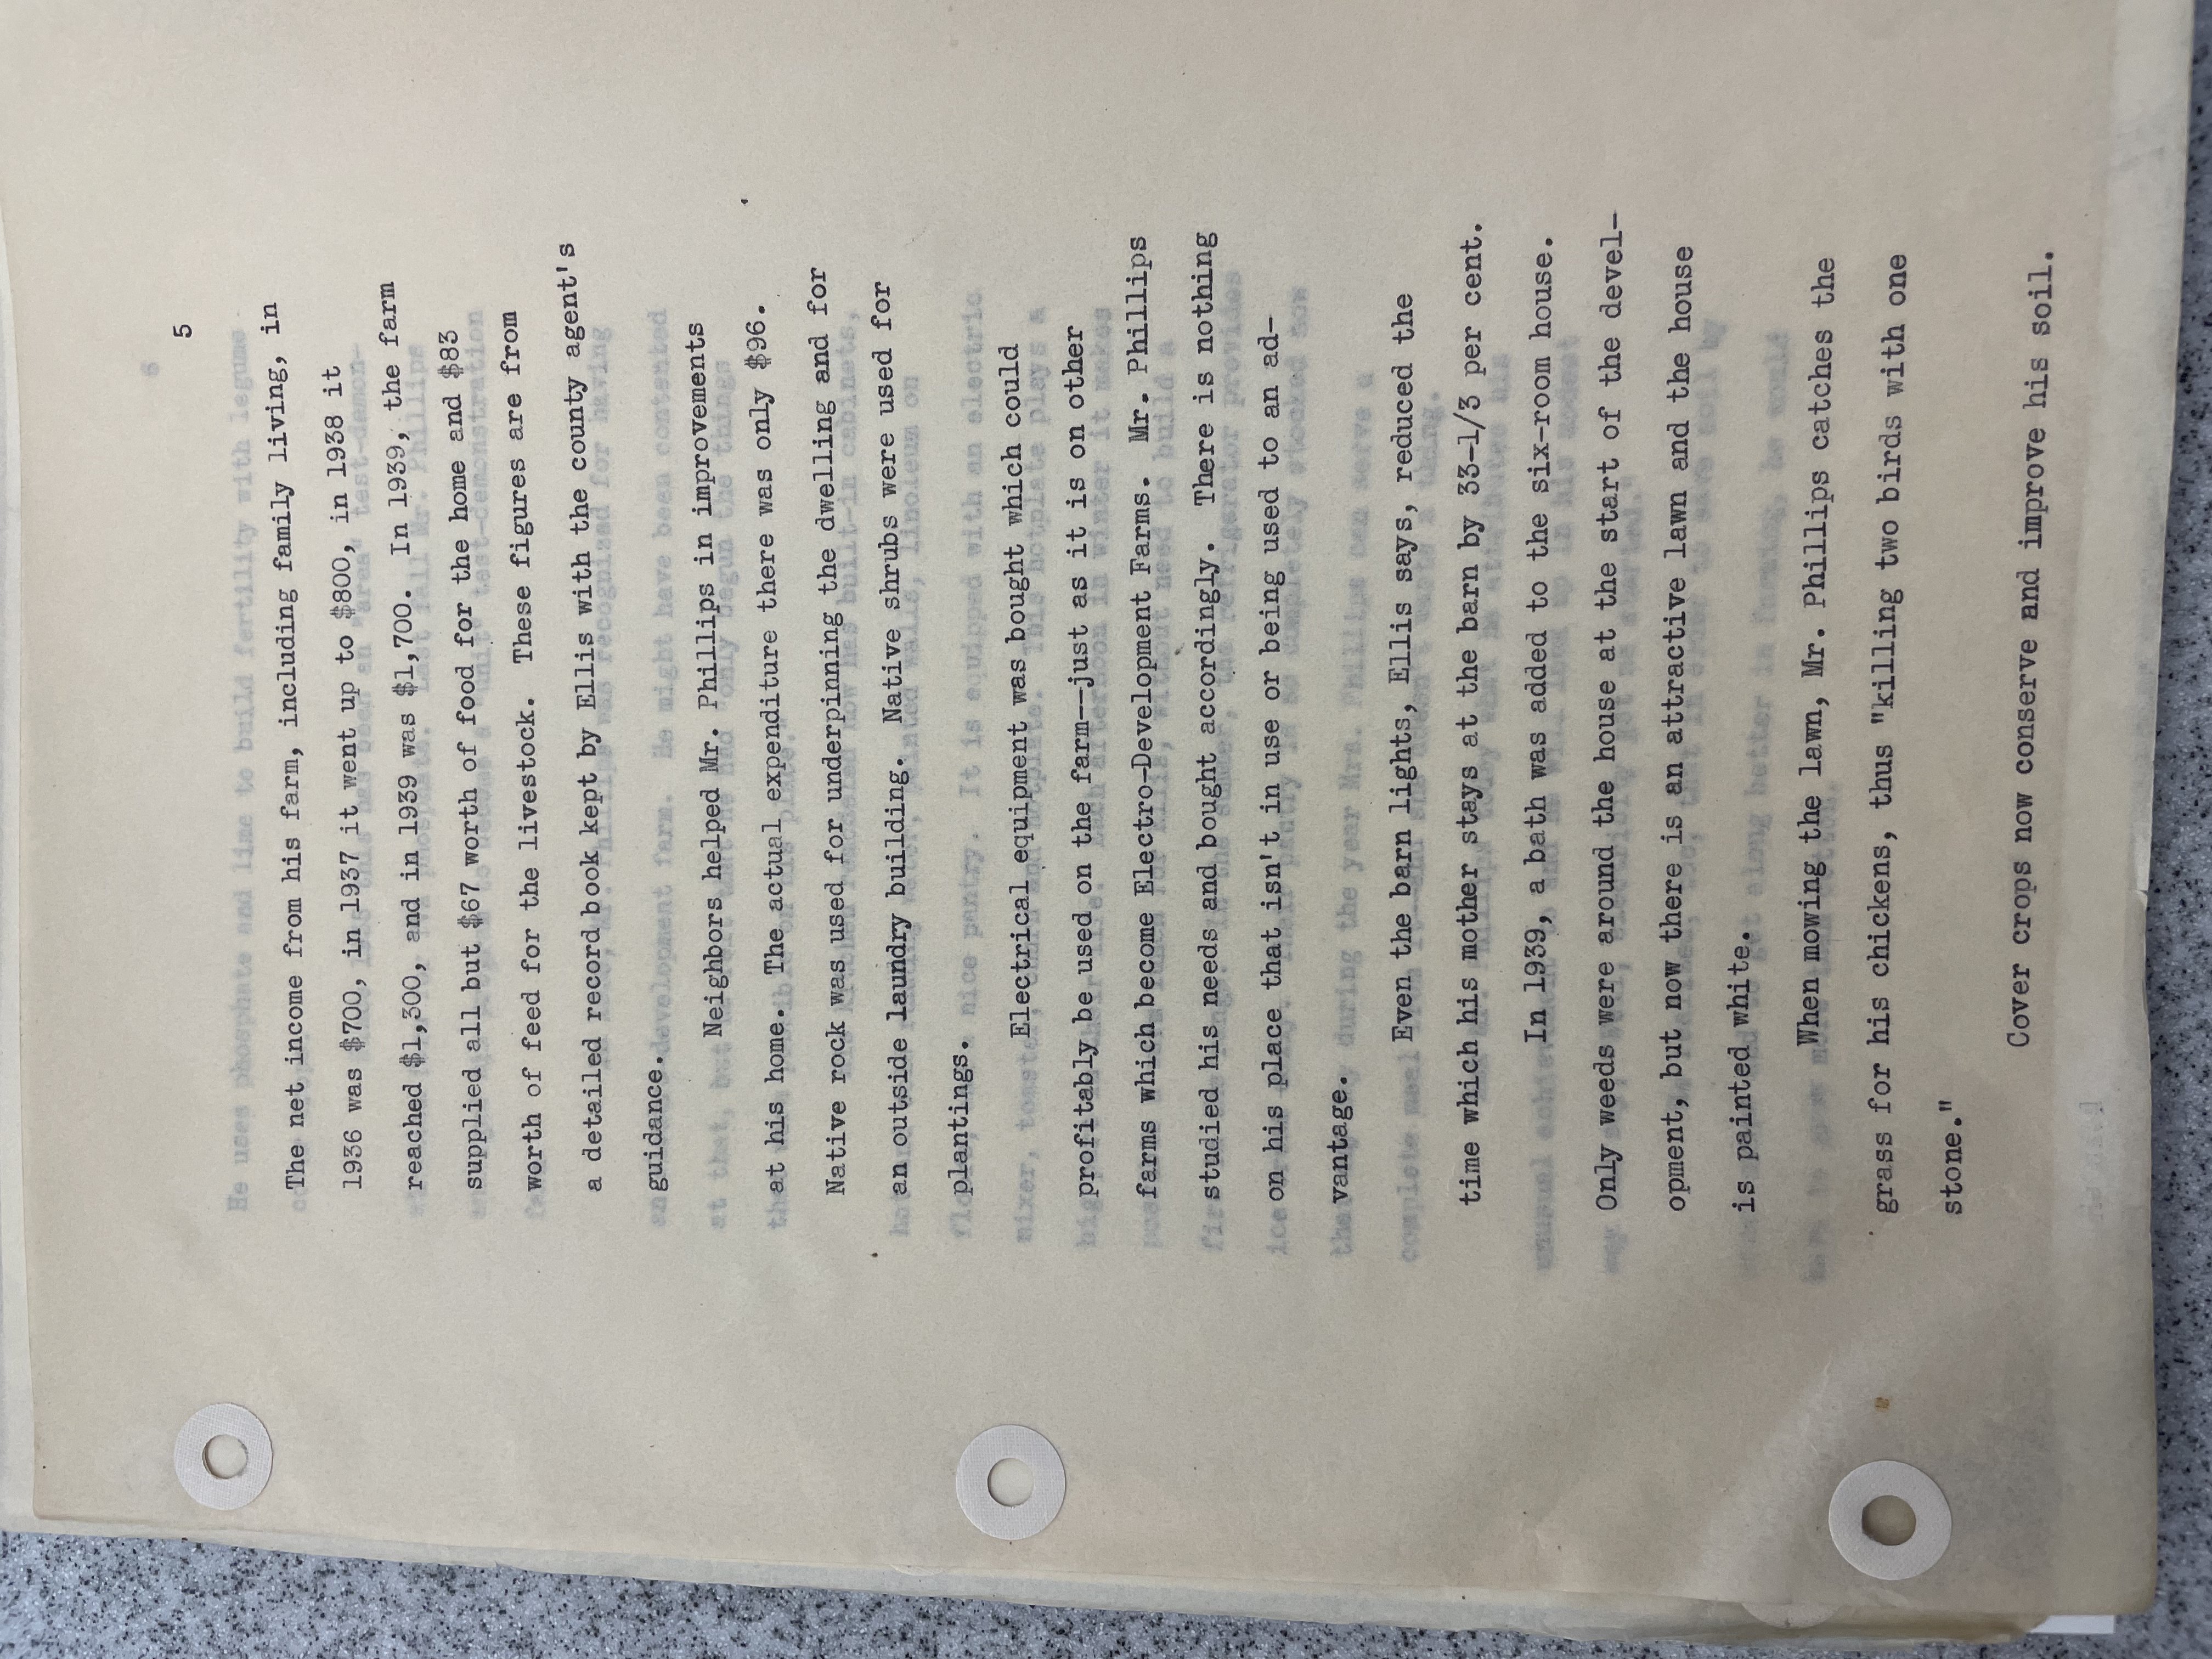 5
The net income from his farm, including family living, in
1936 was $700, in 1937 it went up to $800, in 1938 it
reached $1,300, and in 1939 was $1,700. In 1939, the farm
supplied all but $67 worth of food for the home and $83
worth of feed for the livestock. These figures are from
a detailed record book kept by Ellis with the county agent's
guidance.
Neighbors helped Mr. Phillips in improvements
at his home. The actual expenditure there was only $96.
Native rock was used for underpinning the dwelling and for
an outside laundry building. Native shrubs were used for
plantings.
Electrical equipment was bought which could
profitably be used on the farm--just as it is on other
farms which become Electro-Development Farms. Mr. Phillips
studied his needs and bought accordingly. There is nothing
on his place that isn't in use or being used to an ad-
vantage.
Even the barn lights, Ellis says, reduced the
time which his mother stays at the barn by 33-1/3 per cent.
In 1939, a bath was added to the six-room house.
Only weeds were around the house at the start of the devel-
opment, but now there is an attractive lawn and the house
is painted white.
When mowing the lawn, Mr. Phillips catches the
grass for his chickens, thus "killing two birds with one
stone."
Cover crops now conserve and improve his soil.